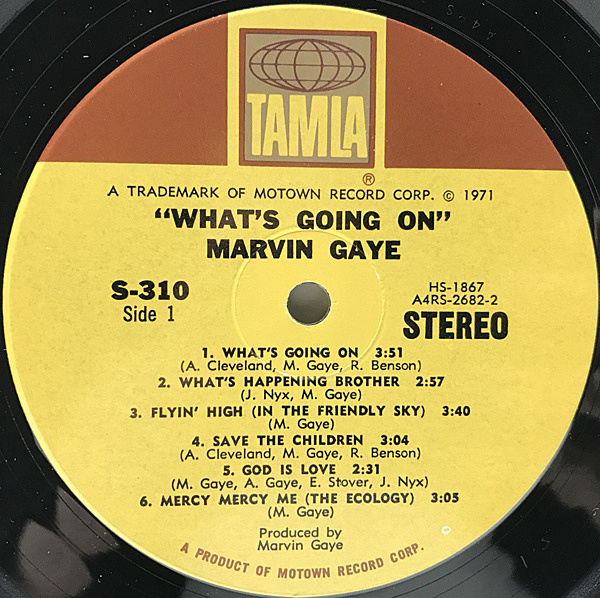 TAMLA
®
A TRADEMARK OF MOTOWN RECORD CORP. © 1971
"WHAT'S GOING ON"
MARVIN GAYE
S-310
Side 1
HS-1867
A4RS-2682-2
STEREO
1. WHAT'S GOING ON 3:51
(A. Cleveland, M. Gaye, R. Benson)
2. WHAT'S HAPPENING BROTHER 2:57
(J. Nyx, M. Gaye)
3. FLYIN' HIGH (IN THE FRIENDLY SKY) 3:40
(M. Gaye)
4. SAVE THE CHILDREN 3:04
(A. Cleveland, M. Gaye, R. Benson)
5. GOD IS LOVE 2:31
(M. Gaye, A. Gaye, E. Stover, J. Nyx)
6. MERCY MERCY ME (THE ECOLOGY) 3:05
(M. Gaye)
Produced by
Marvin Gaye
A PRODUCT OF MOTOWN RECORD CORP.